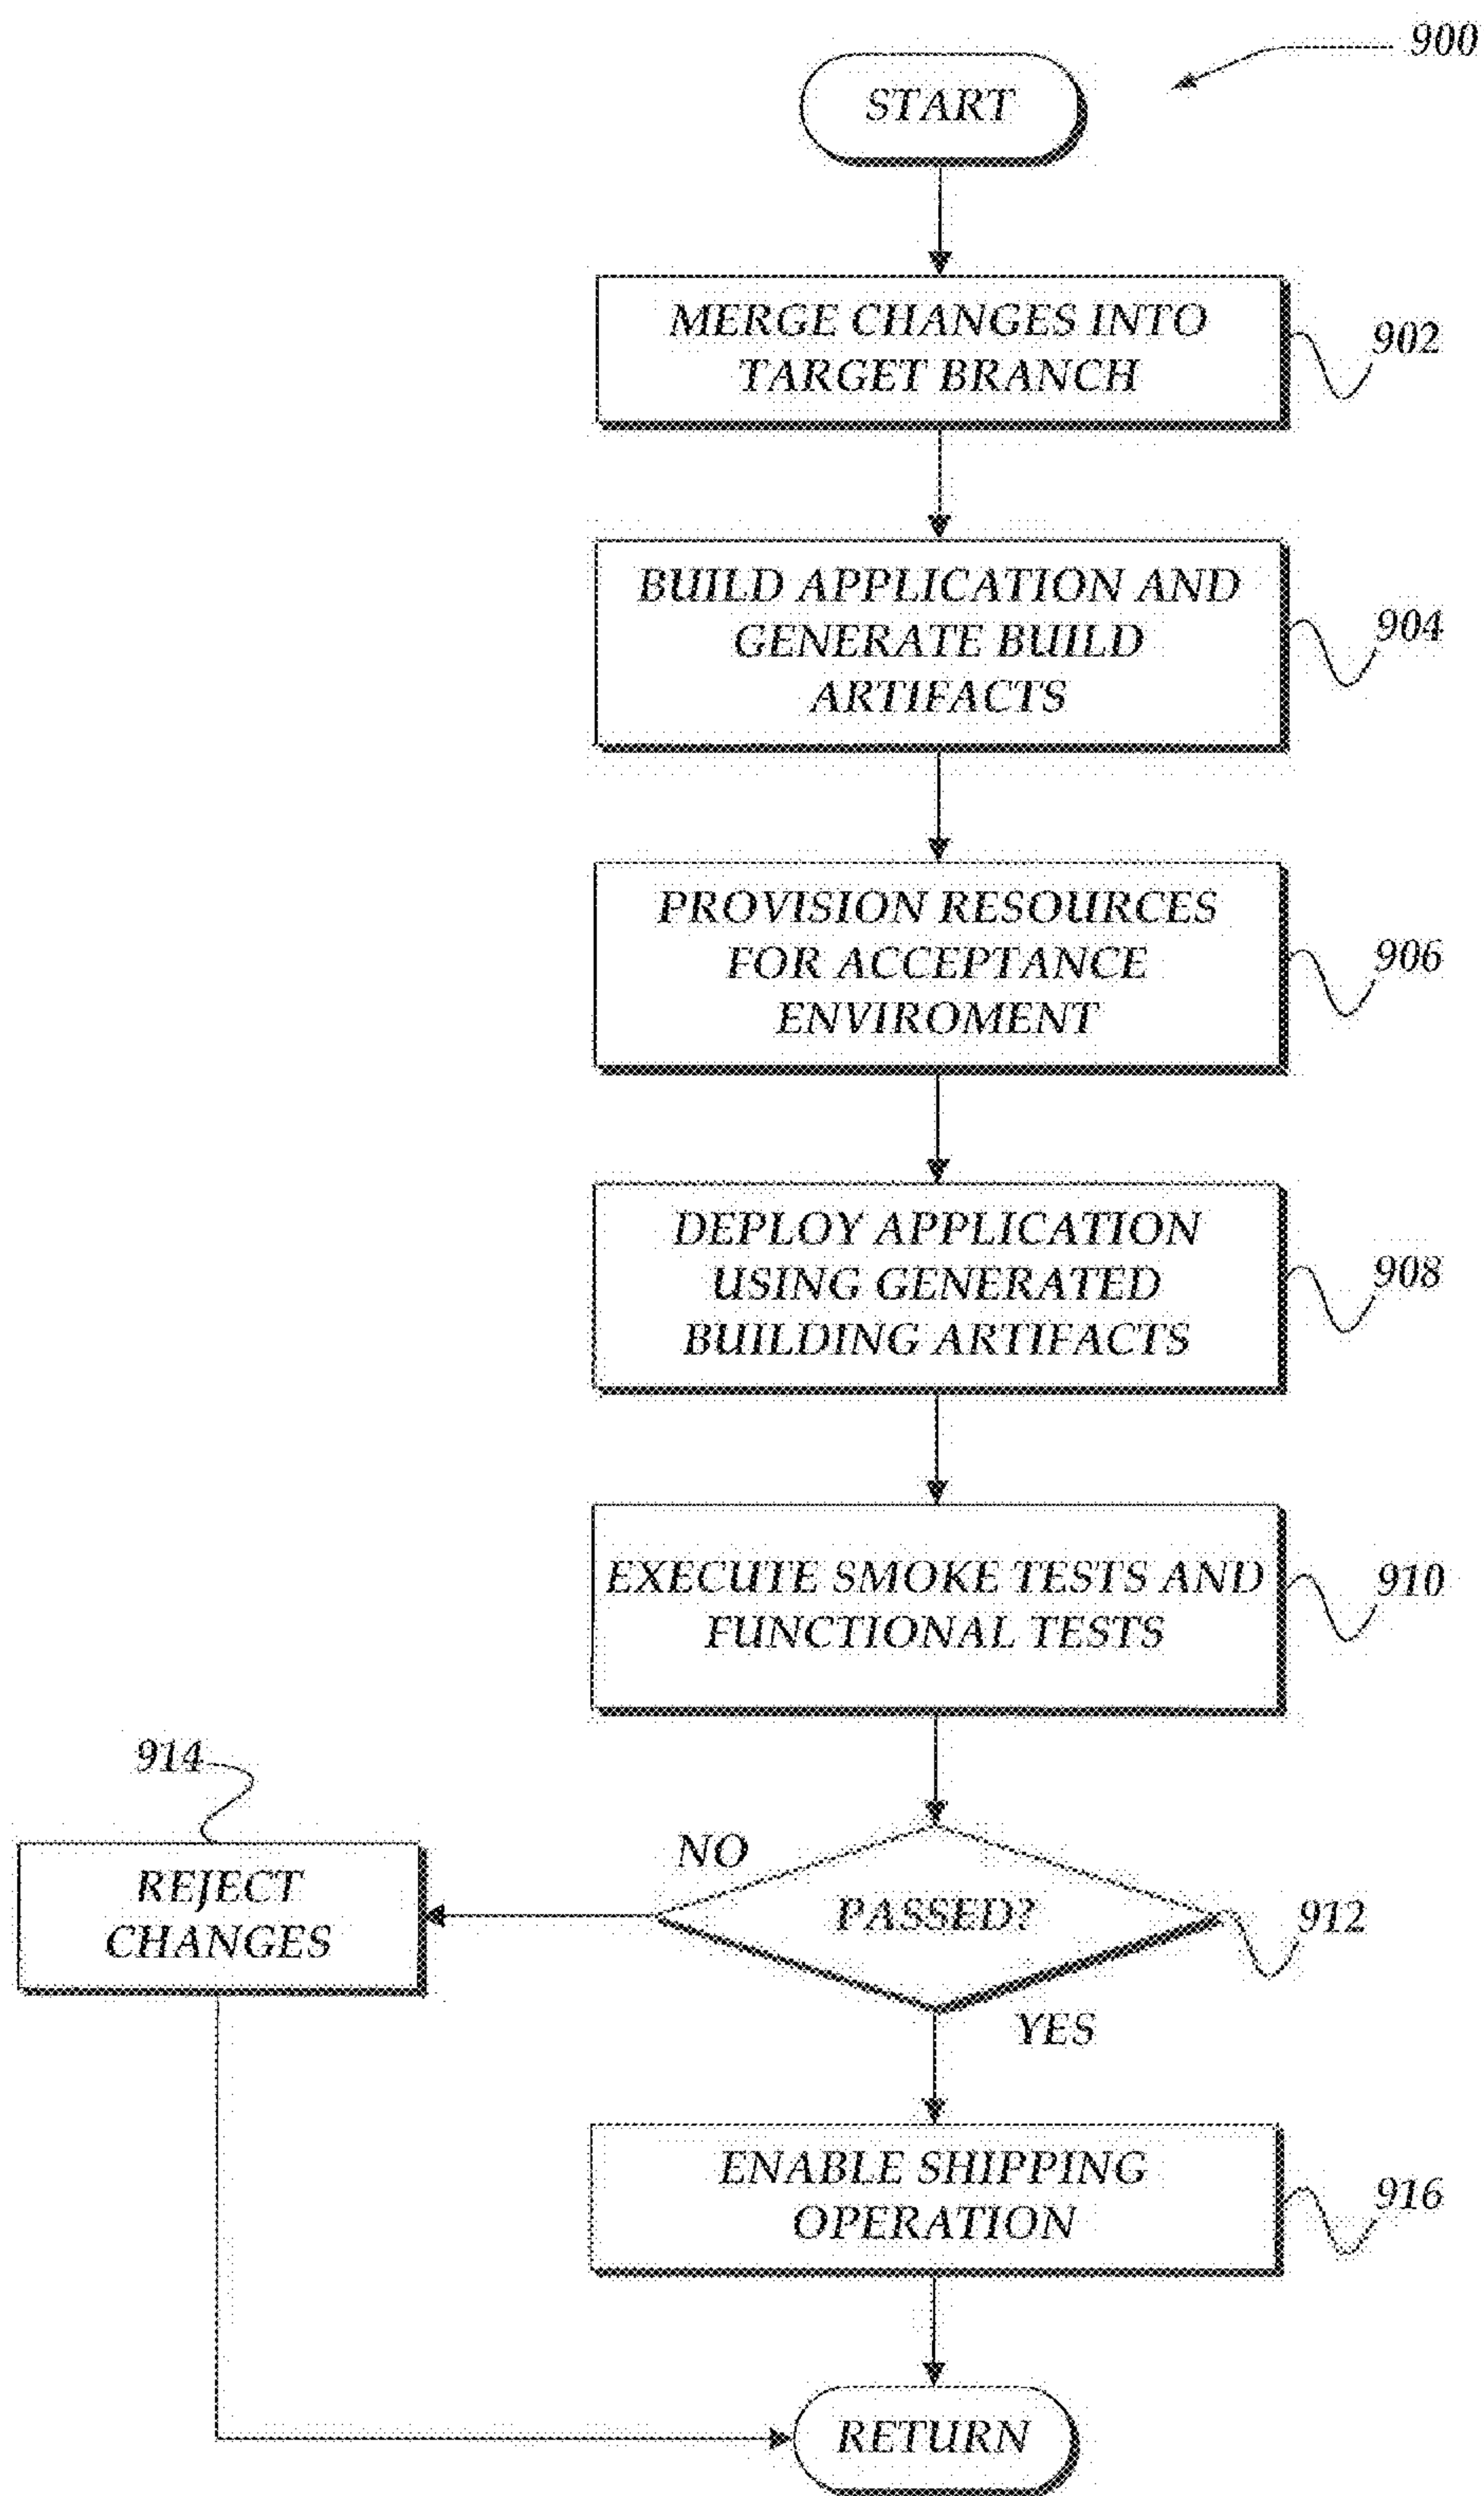 900
START
MERGE CHANGES INTO
TARGET BRANCH
902
BUILD APPLICATION AND
GENERATE BUILD
ARTIFACTS
904
PROVISION RESOURCES
FOR ACCEPTANCE
ENVIROMENT
906
DEPLOY APPLICATION
USING GENERATED
BUILDING ARTIFACTS
908
EXECUTE SMOKE TESTS AND
FUNCTIONAL TESTS
910
914
REJECT
CHANGES
NO
PASSED?
912
YES
ENABLE SHIPPING
OPERATION
916
RETURN